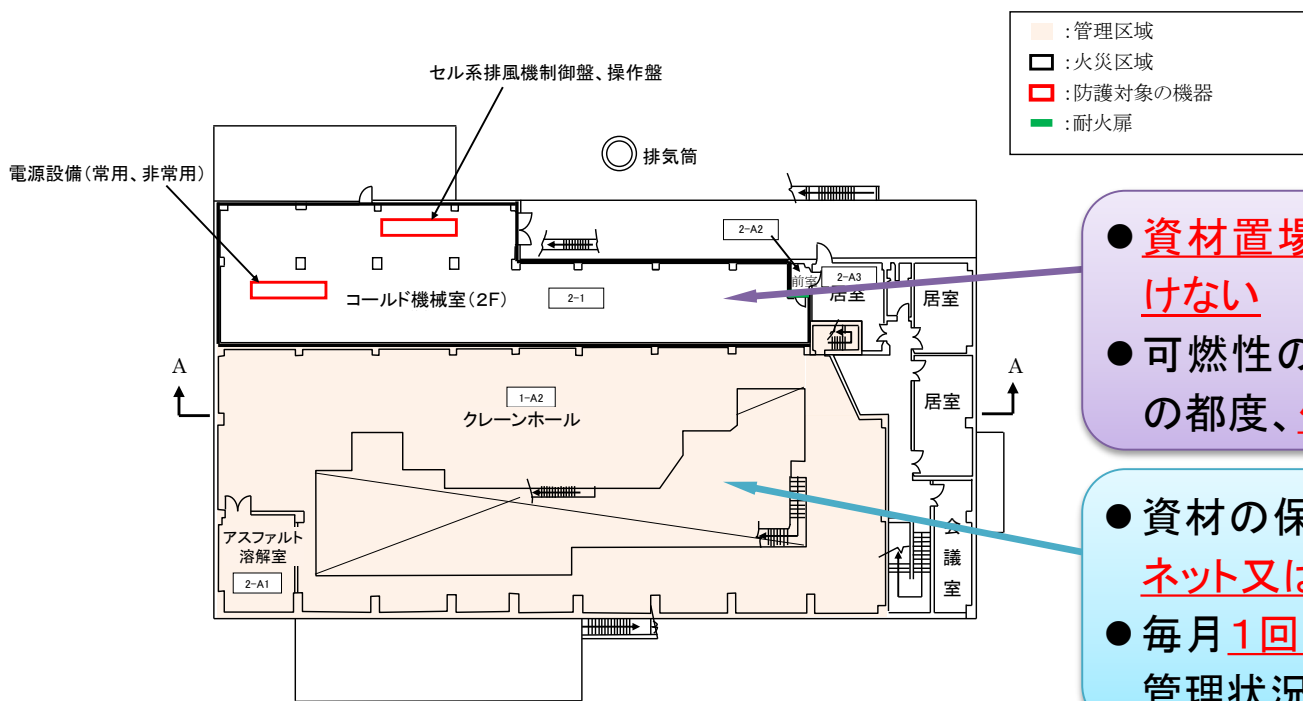 :管理区域
:火災区域
:防護対象の機器
:耐火扉
セル系排風機制御盤、操作盤
排気筒
電源設備(常用、非常用)
2-A2
前室
2-A3
居室
居室
コールド機械室(2F)
2-1
●資材置場
けない
●可燃性の
の都度、
A
A
1-A2
クレーンホール
居室
アスファルト
溶解室
2-A1
会
議
室
●資材の保
ネット又は
●毎月1回
管理状況